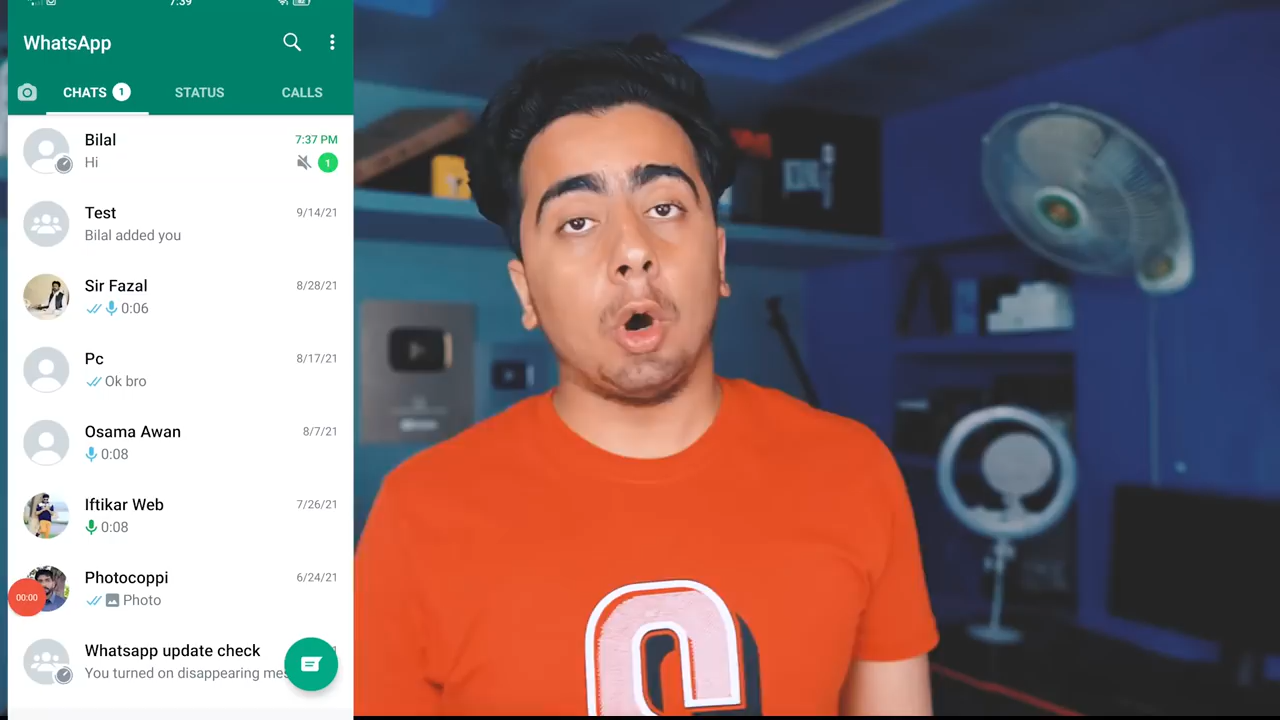 7:39
WhatsApp
CHATS 1
STATUS
CALLS
Bilal
7:37 PM
Hi
1
Test
9/14/21
Bilal added you
Sir Fazal
8/28/21
0:06
Pc
8/17/21
Ok bro
Osama Awan
8/7/21
0:08
Iftikar Web
7/26/21
0:08
Photocoppi
6/24/21
00:00
Photo
Whatsapp update check
You turned on disappearing mes